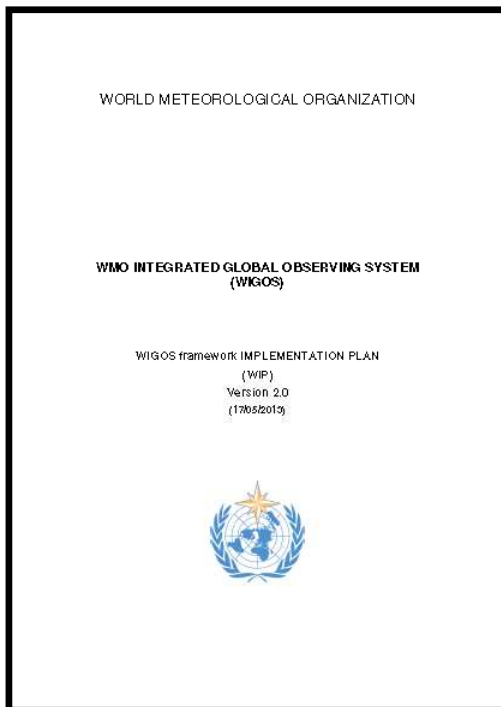 WORLD METEOROLOGICAL ORGANIZATION
WMO INTEGRATED GLOBAL OBSERVING SYSTEM
(WIGOS)
WIGOS framework IMPLEMENTATION PLAN
(WIP)
Version 2.0
(17/05/2013)